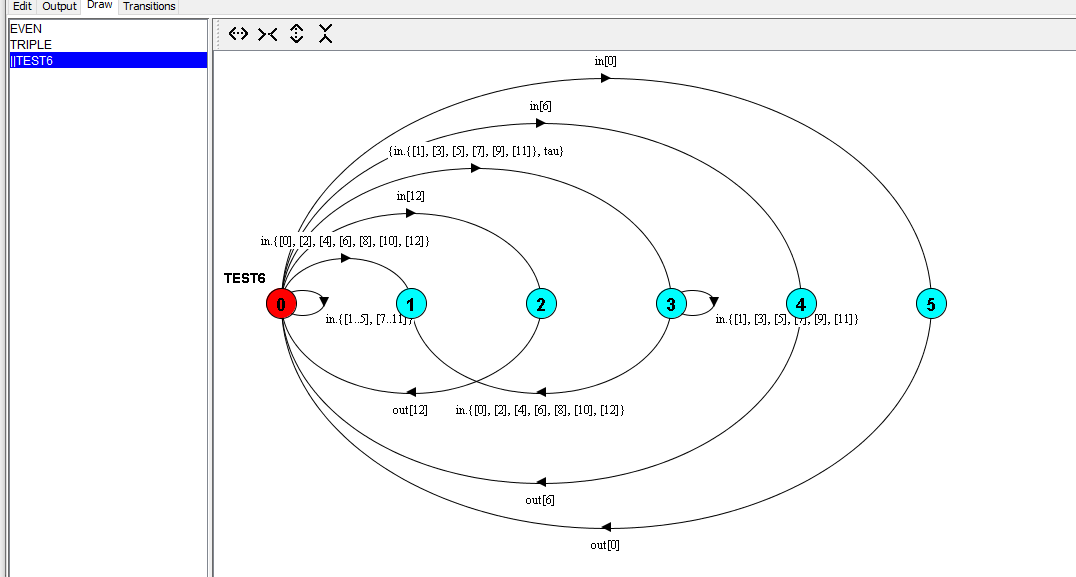 Edit Output Draw Transitions
EVEN
TRIPLE
||TEST6
in[0]
in[6]
{in.{[1], [3], [5], [7], [9], [11]}, tau}
in[12]
in.{[0], [2], [4], [6], [8], [10], [12]}
TEST6
0 1 2 3 4 5
in.{[1..5], [7..11]}
in.{[1], [3], [5], [7], [9], [11]}
out[12]
in.{[0], [2], [4], [6], [8], [10], [12]}
out[6]
out[0]